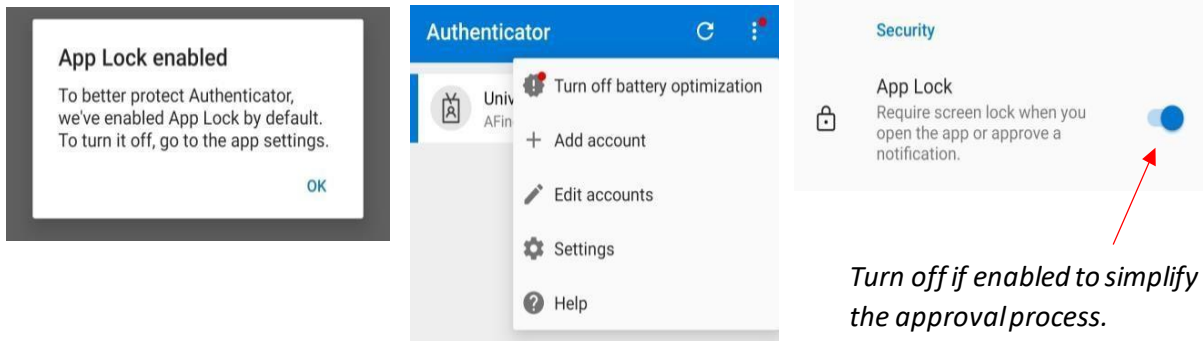 App Lock enabled
To better protect Authenticator,
we've enabled App Lock by default.
To turn it off, go to the app settings.
OK
Authenticator
Univ
AFin
Turn off battery optimization
Add account
Edit accounts
Settings
Help
Security
App Lock
Require screen lock when you
open the app or approve a
notification.
Turn off if enabled to simplify
the approval process.